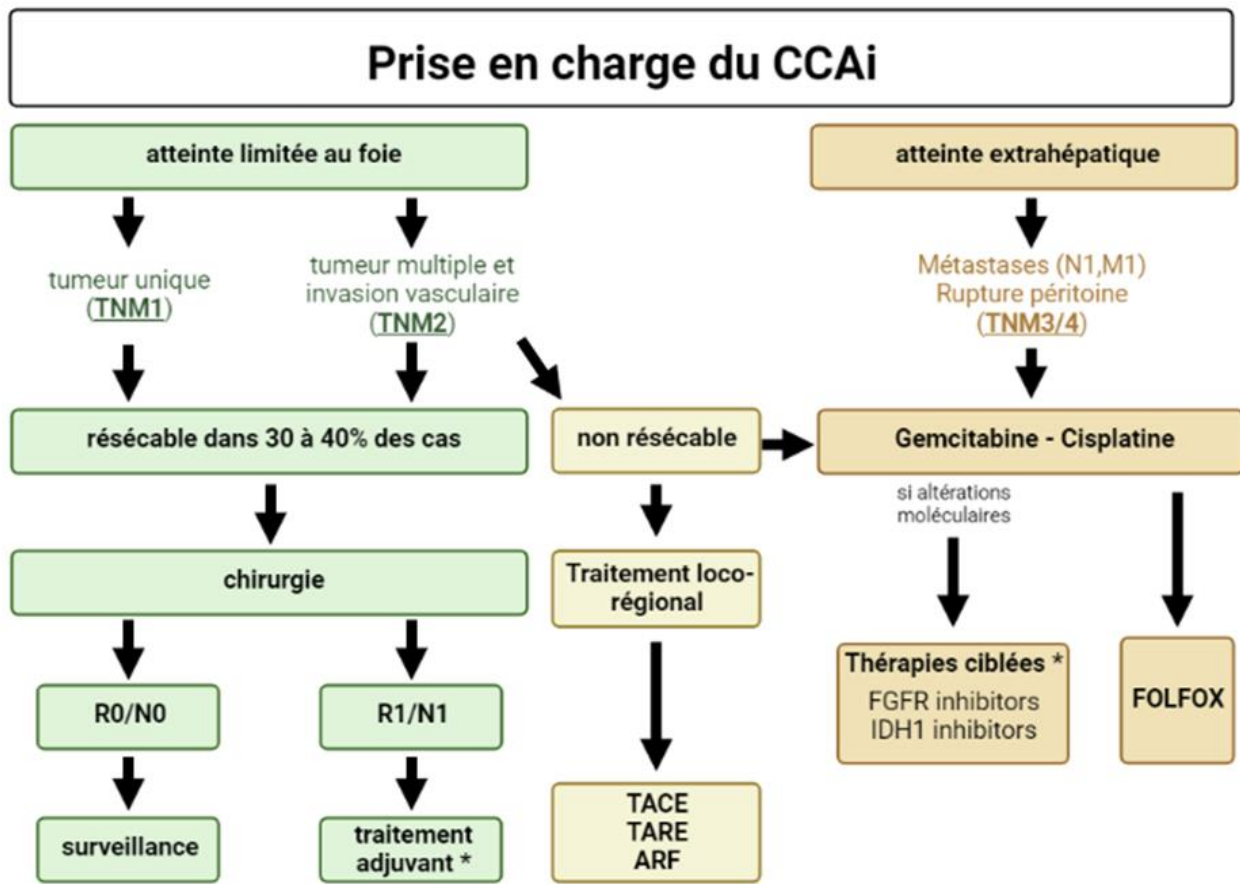 Prise en charge du CCAi
atteinte limitée au foie
atteinte extrahépatique
tumeur unique
(TNM1)
tumeur multiple et
invasion vasculaire
(TNM2)
Métastases (N1,M1)
Rupture péritoine
(TNM3/4)
résécable dans 30 à 40% des cas
non résécable
Gemcitabine - Cisplatine
si altérations
moléculaires
chirurgie
Traitement loco-
régional
Thérapies ciblées *
FGFR inhibitors
IDH1 inhibitors
FOLFOX
R0/N0
R1/N1
surveillance
traitement
adjuvant *
TACE
TARE
ARF